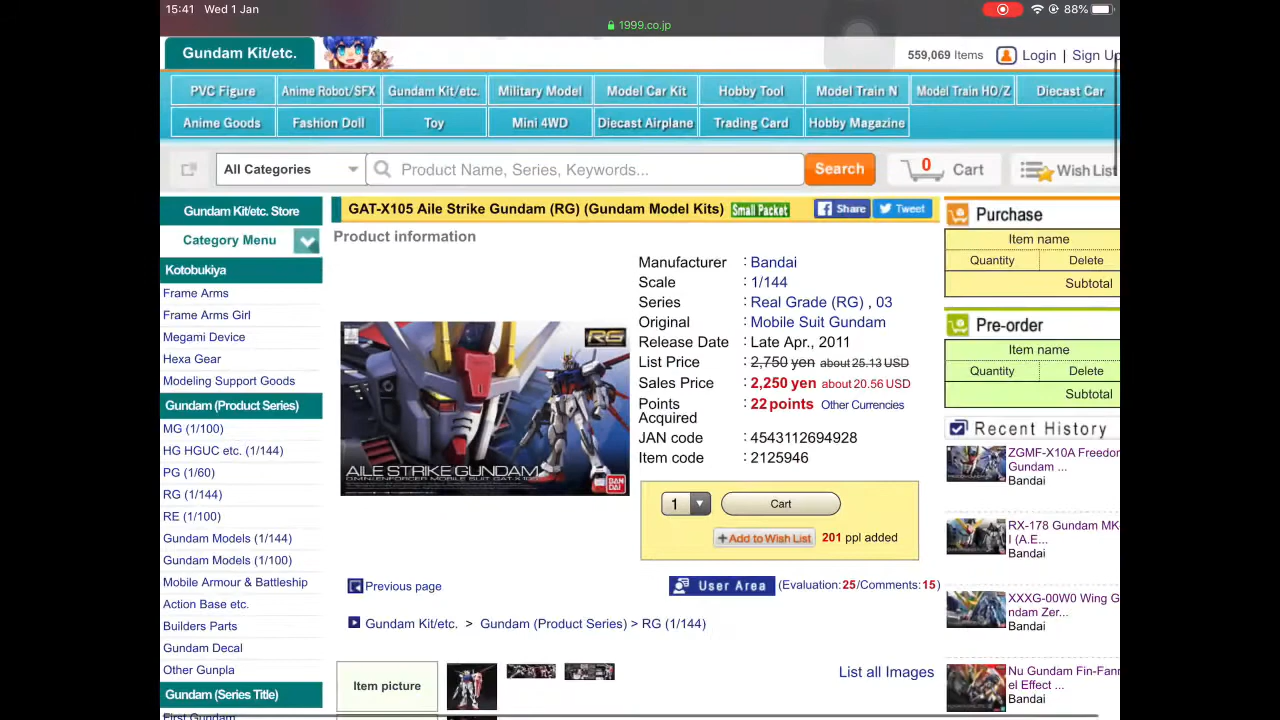 15:41 Wed 1 Jan
88%
1999.co.jp
Gundam Kit/etc.
559,069 Items
Login | Sign Up
PVC Figure Anime Robot/SFX Gundam Kit/etc. Military Model Model Car Kit Hobby Tool Model Train N Model Train HO/Z Diecast Car
Anime Goods Fashion Doll Toy Mini 4WD Diecast Airplane Trading Card Hobby Magazine
All Categories
Product Name, Series, Keywords...
Search
0 Cart
Wish List
Gundam Kit/etc. Store
Category Menu
Kotobukiya
Frame Arms
Frame Arms Girl
Megami Device
Hexa Gear
Modeling Support Goods
Gundam (Product Series)
MG (1/100)
HG HGUC etc. (1/144)
PG (1/60)
RG (1/144)
RE (1/100)
Gundam Models (1/144)
Gundam Models (1/100)
Mobile Armour & Battleship
Action Base etc.
Builders Parts
Gundam Decal
Other Gunpla
Gundam (Series Title)
First Gundam
GAT-X105 Aile Strike Gundam (RG) (Gundam Model Kits) Small Packet
Share
Tweet
Product information
RG
AILE STRIKE GUNDAM
O.M.N.I.ENFORCER MOBILE SUIT GAT-X105
BANDAI
Manufacturer : Bandai
Scale : 1/144
Series : Real Grade (RG) , 03
Original : Mobile Suit Gundam
Release Date : Late Apr., 2011
List Price : 2,750 yen about 25.13 USD
Sales Price : 2,250 yen about 20.56 USD
Points : 22 points Other Currencies
Acquired
JAN code : 4543112694928
Item code : 2125946
1
Cart
+Add to Wish List 201 ppl added
Previous page
User Area (Evaluation:25/Comments:15)
Gundam Kit/etc. > Gundam (Product Series) > RG (1/144)
Item picture
List all Images
Purchase
Item name
Quantity Delete
Subtotal
Pre-order
Item name
Quantity Delete
Subtotal
Recent History
ZGMF-X10A Freedom
Gundam ...
Bandai
RX-178 Gundam MK-
I (A.E...
Bandai
XXXG-00W0 Wing G
ndam Zer...
Bandai
Nu Gundam Fin-Fann
el Effect ...
Bandai